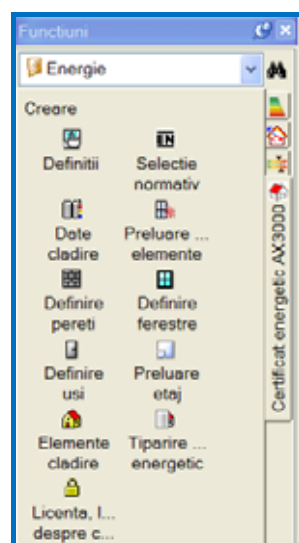 Functiuni
Energie
Creare
Definitii
Selectie
normativ
Date
cladire
Preluare ...
elemente
Definire
pereti
Definire
ferestre
Definire
usi
Preluare
etaj
Elemente
cladire
Tiparire ...
energetic
Licenta, I...
despre c...
Certificat energetic AX3000